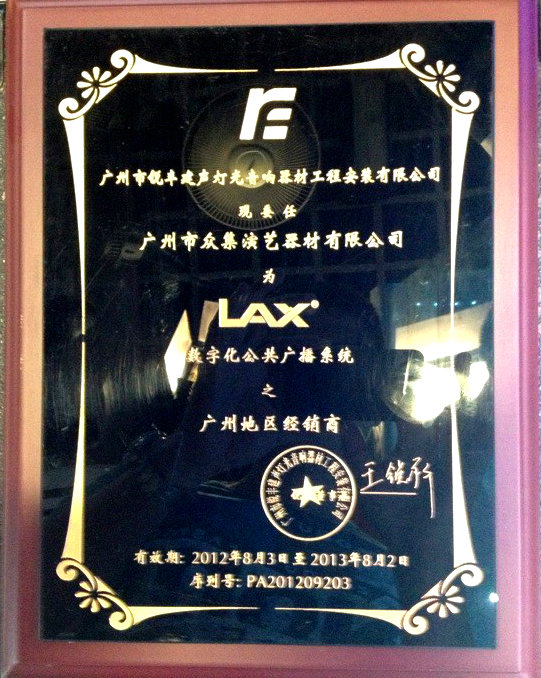 广州市锐丰建声灯光音响器材工程安装有限公司
现委任
广州市众集演艺器材有限公司
为
LAX®
数字化公共广播系统
之
广州地区经销商
有效期: 2012年8月3日至2013年8月2日
序列号: PA201209203